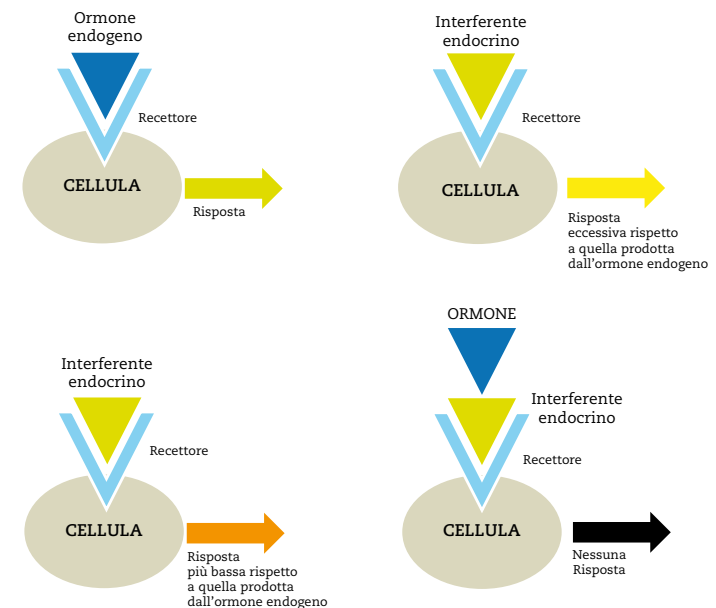 Ormone
endogeno
Recettore
CELLULA
Risposta
Interferente
endocrino
Recettore
CELLULA
Risposta
eccessiva rispetto
a quella prodotta
dall'ormone endogeno
Interferente
endocrino
Recettore
CELLULA
Risposta
più bassa rispetto
a quella prodotta
dall'ormone endogeno
ORMONE
Interferente
endocrino
Recettore
CELLULA
Nessuna
Risposta